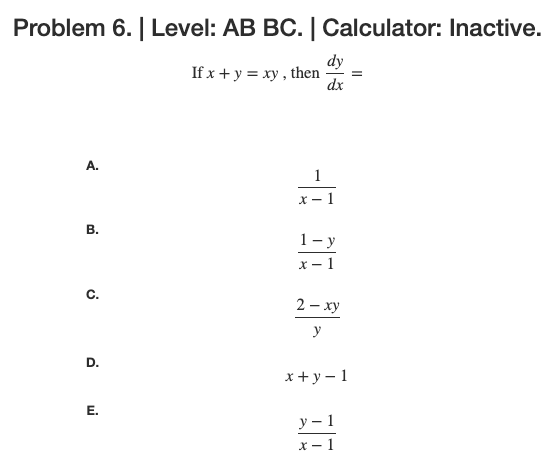 Problem 6. | Level: AB BC. | Calculator: Inactive.
If x + y = xy , then dy/dx =
A. 1/(x − 1)
B. (1 − y)/(x − 1)
C. (2 − xy)/y
D. x + y − 1
E. (y − 1)/(x − 1)